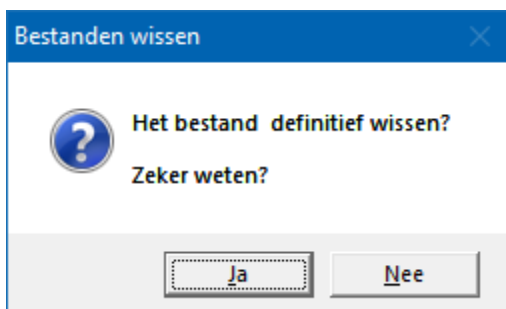 Bestanden wissen
Het bestand  definitief wissen?
Zeker weten?
Ja
Nee